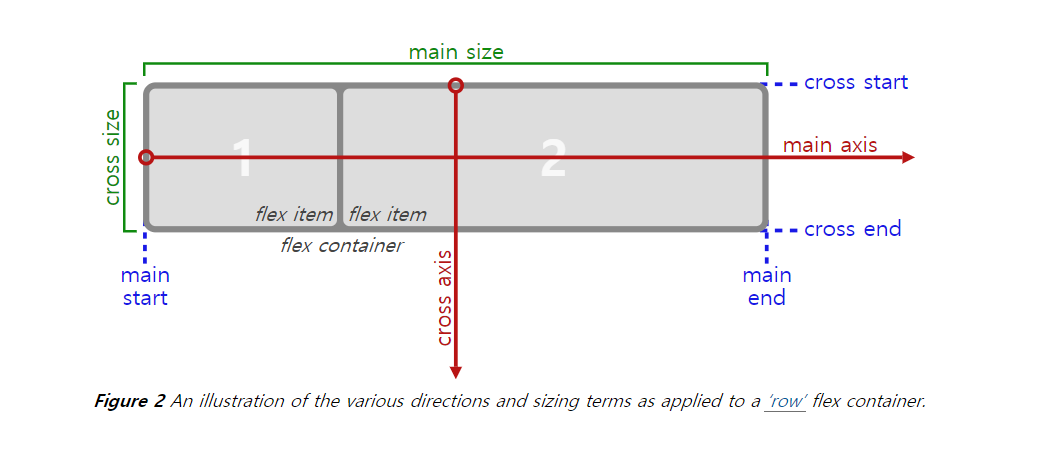 main size
cross start
cross size
main axis
1
2
flex item
flex item
cross end
flex container
main
start
cross axis
main
end
Figure 2 An illustration of the various directions and sizing terms as applied to a ‘row’ flex container.